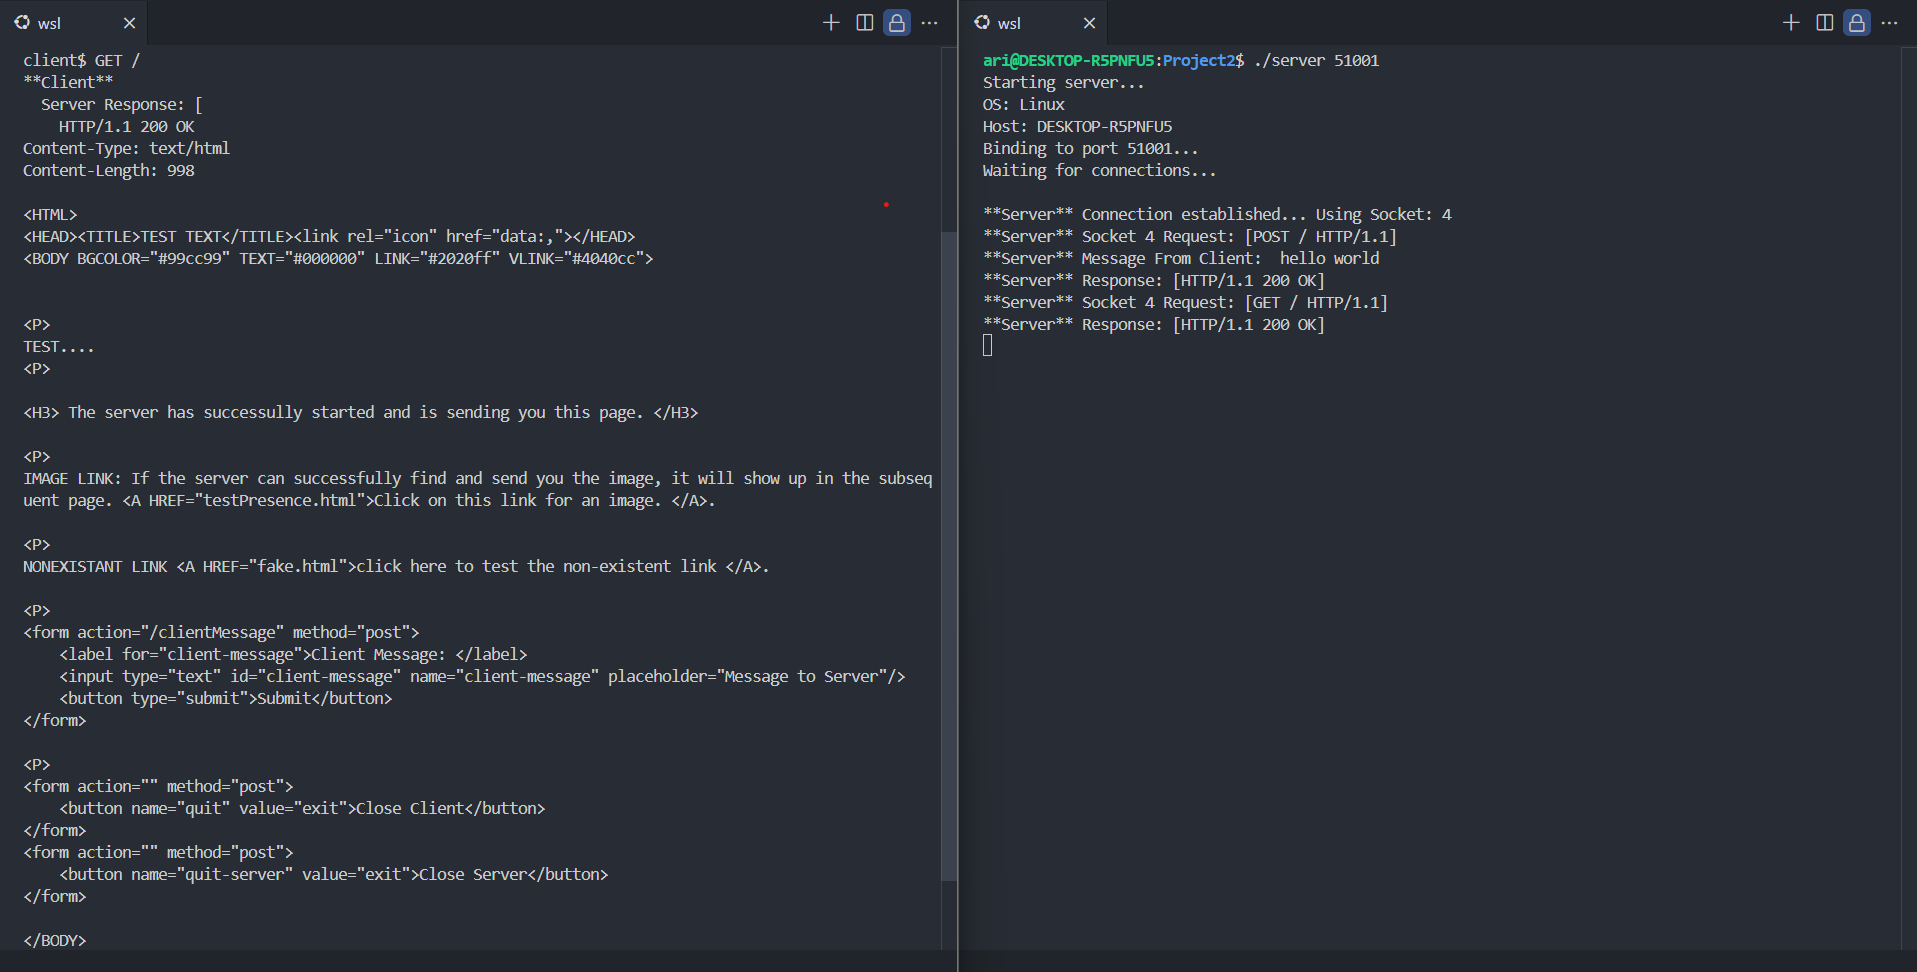 wsl
client$ GET /
**Client**
  Server Response: [
    HTTP/1.1 200 OK
Content-Type: text/html
Content-Length: 998

<HTML>
<HEAD><TITLE>TEST TEXT</TITLE><link rel="icon" href="data:,"></HEAD>
<BODY BGCOLOR="#99cc99" TEXT="#000000" LINK="#2020ff" VLINK="#4040cc">

<P>
TEST....
<P>

<H3> The server has successully started and is sending you this page. </H3>

<P>
IMAGE LINK: If the server can successfully find and send you the image, it will show up in the subseq
uent page. <A HREF="testPresence.html">Click on this link for an image. </A>.

<P>
NONEXISTANT LINK <A HREF="fake.html">click here to test the non-existent link </A>.

<P>
<form action="/clientMessage" method="post">
    <label for="client-message">Client Message: </label>
    <input type="text" id="client-message" name="client-message" placeholder="Message to Server"/>
    <button type="submit">Submit</button>
</form>

<P>
<form action="" method="post">
    <button name="quit" value="exit">Close Client</button>
</form>
<form action="" method="post">
    <button name="quit-server" value="exit">Close Server</button>
</form>

</BODY>
wsl
ari@DESKTOP-R5PNFU5:Project2$ ./server 51001
Starting server...
OS: Linux
Host: DESKTOP-R5PNFU5
Binding to port 51001...
Waiting for connections...

**Server** Connection established... Using Socket: 4
**Server** Socket 4 Request: [POST / HTTP/1.1]
**Server** Message From Client:  hello world
**Server** Response: [HTTP/1.1 200 OK]
**Server** Socket 4 Request: [GET / HTTP/1.1]
**Server** Response: [HTTP/1.1 200 OK]